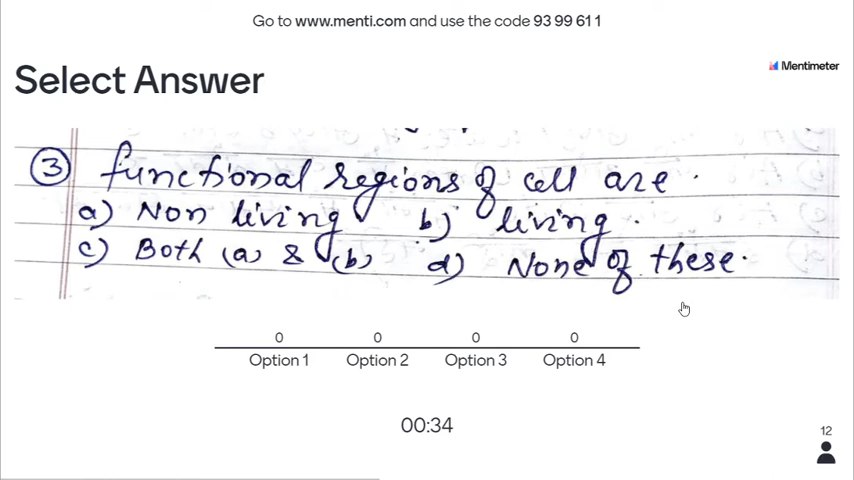 Go to www.menti.com and use the code 93 99 61 1
Mentimeter
Select Answer
③ functional regions of cell are.
a) Non living b) living.
c) Both (a) & (b) d) None of these.
0 0 0 0
Option 1 Option 2 Option 3 Option 4
00:34
12